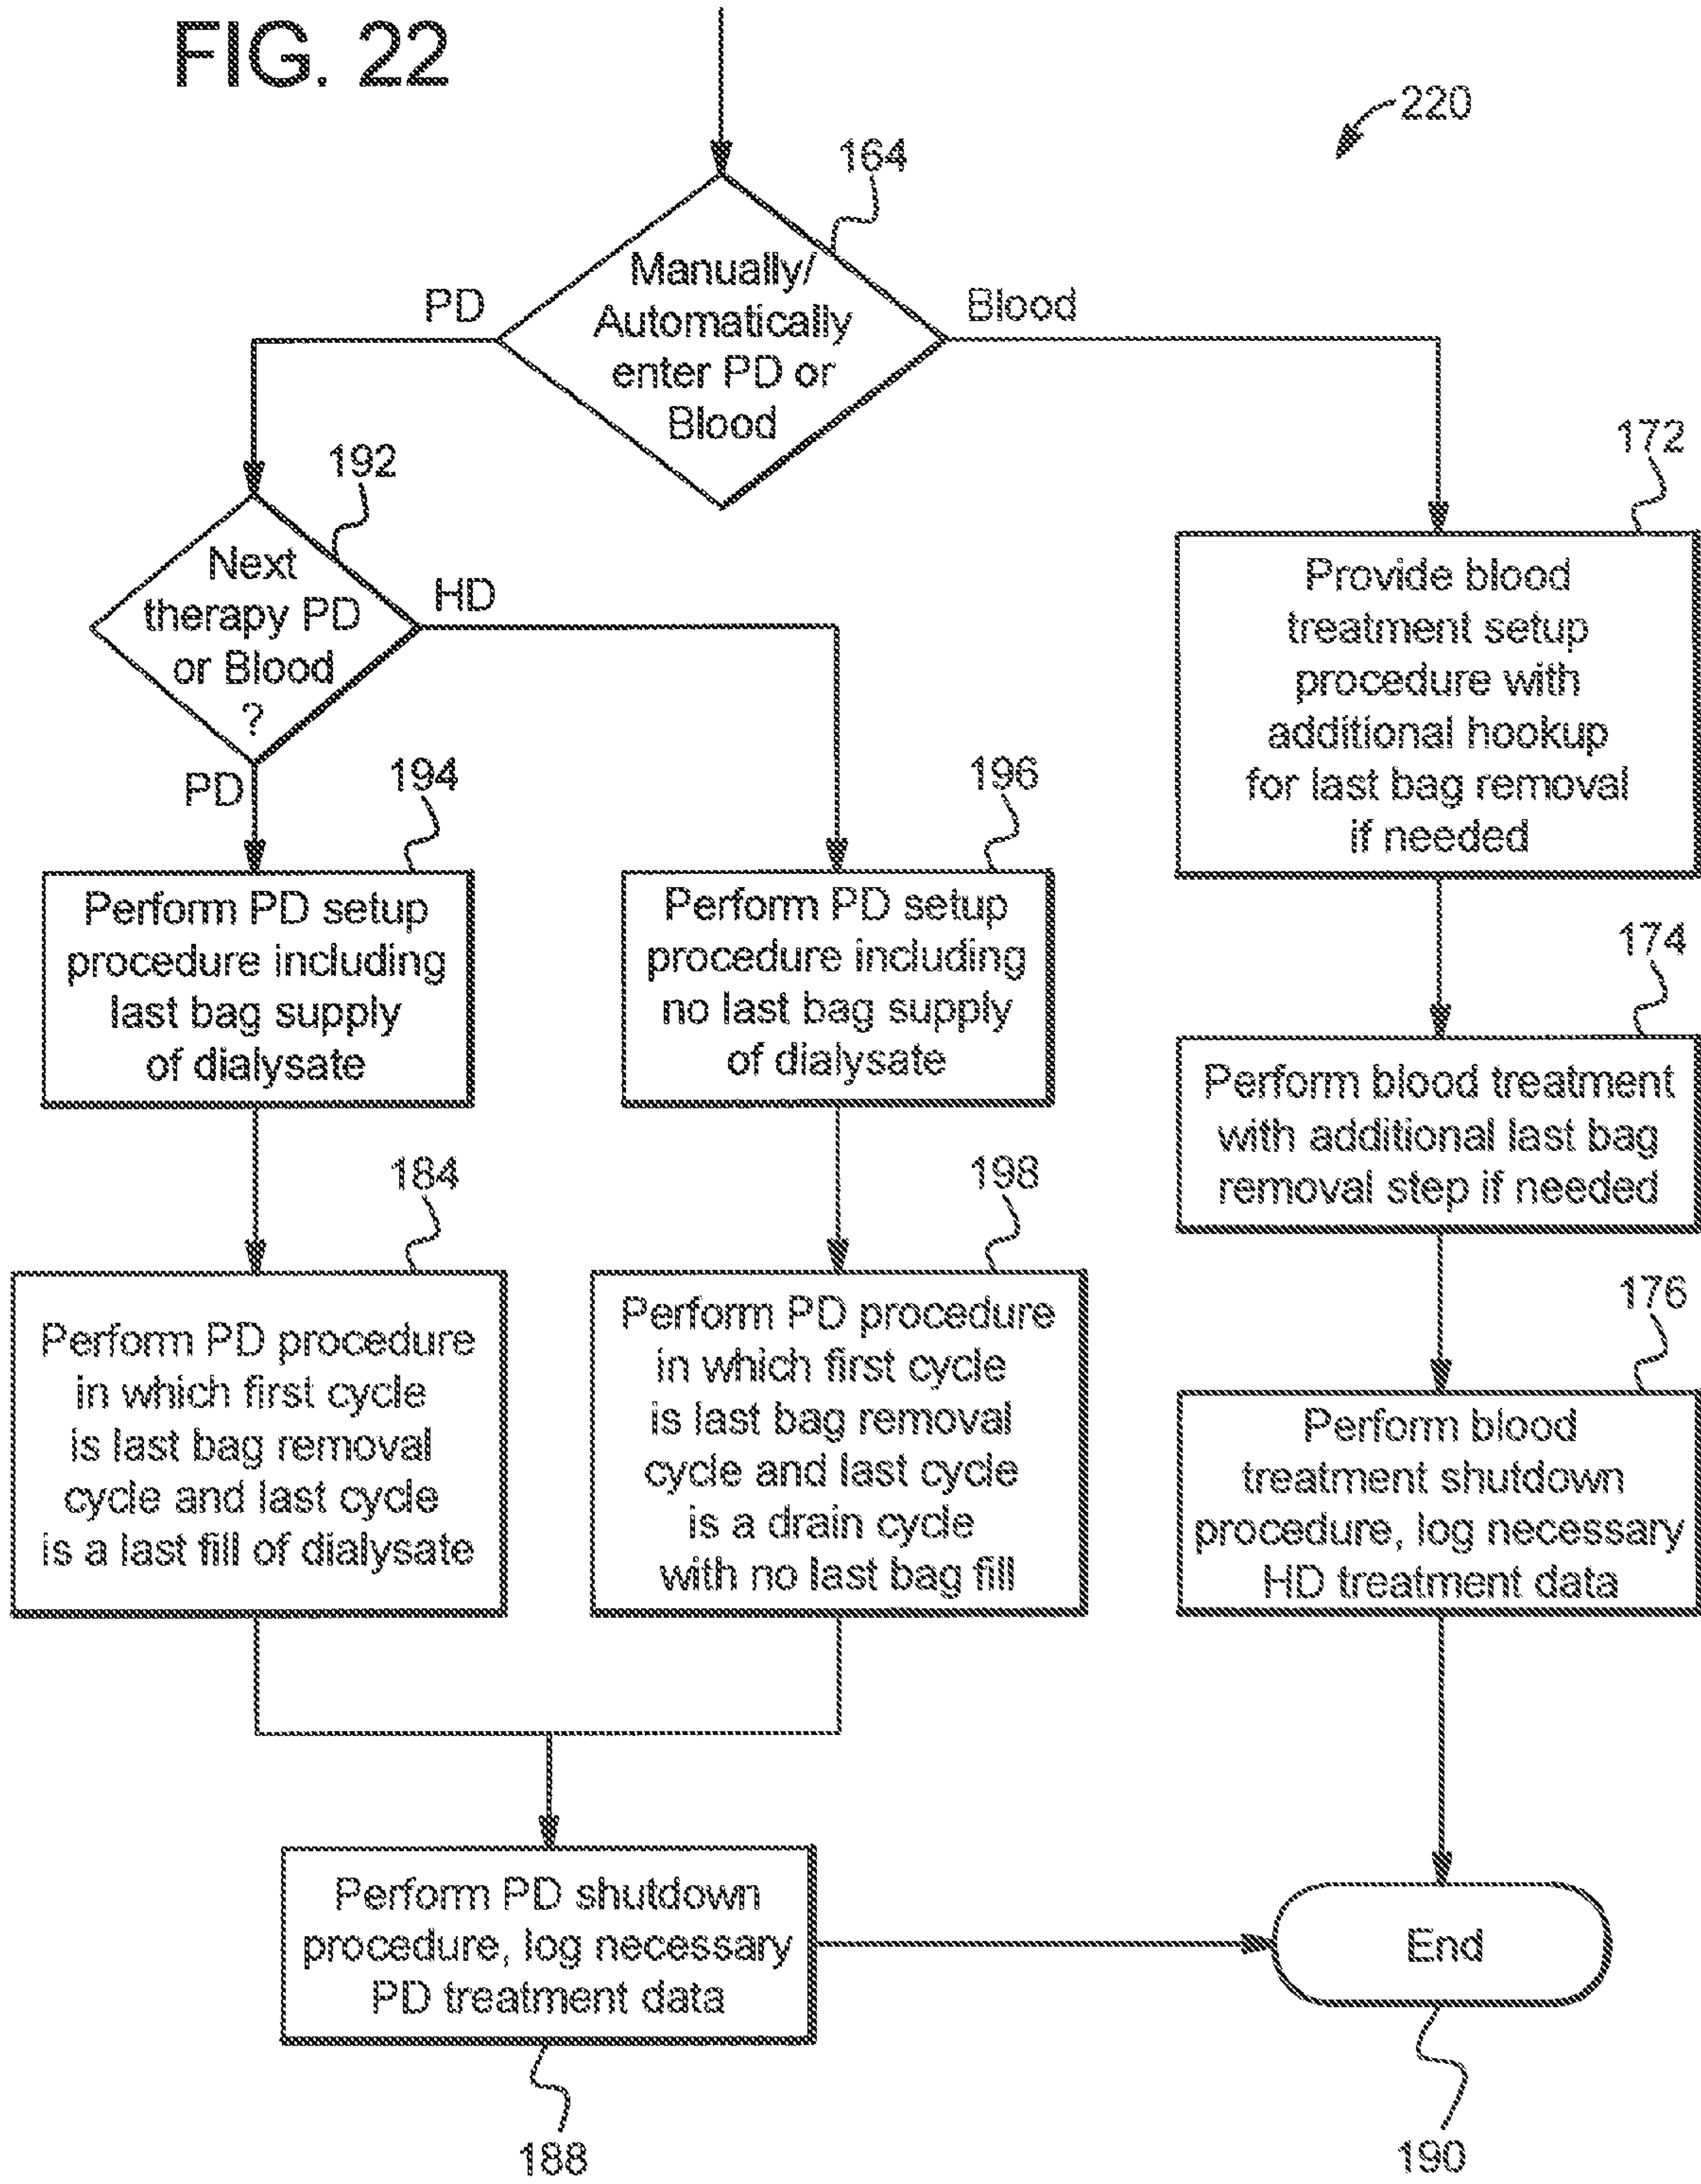 FIG. 22
220
164
Manually/
Automatically
enter PD or
Blood
PD
Blood
192
Next
therapy PD
or Blood
?
HD
PD
172
Provide blood
treatment setup
procedure with
additional hookup
for last bag removal
if needed
194
Perform PD setup
procedure including
last bag supply
of dialysate
196
Perform PD setup
procedure including
no last bag supply
of dialysate
174
Perform blood treatment
with additional last bag
removal step if needed
184
Perform PD procedure
in which first cycle
is last bag removal
cycle and last cycle
is a last fill of dialysate
198
Perform PD procedure
in which first cycle
is last bag removal
cycle and last cycle
is a drain cycle
with no last bag fill
176
Perform blood
treatment shutdown
procedure, log necessary
HD treatment data
Perform PD shutdown
procedure, log necessary
PD treatment data
188
End
190